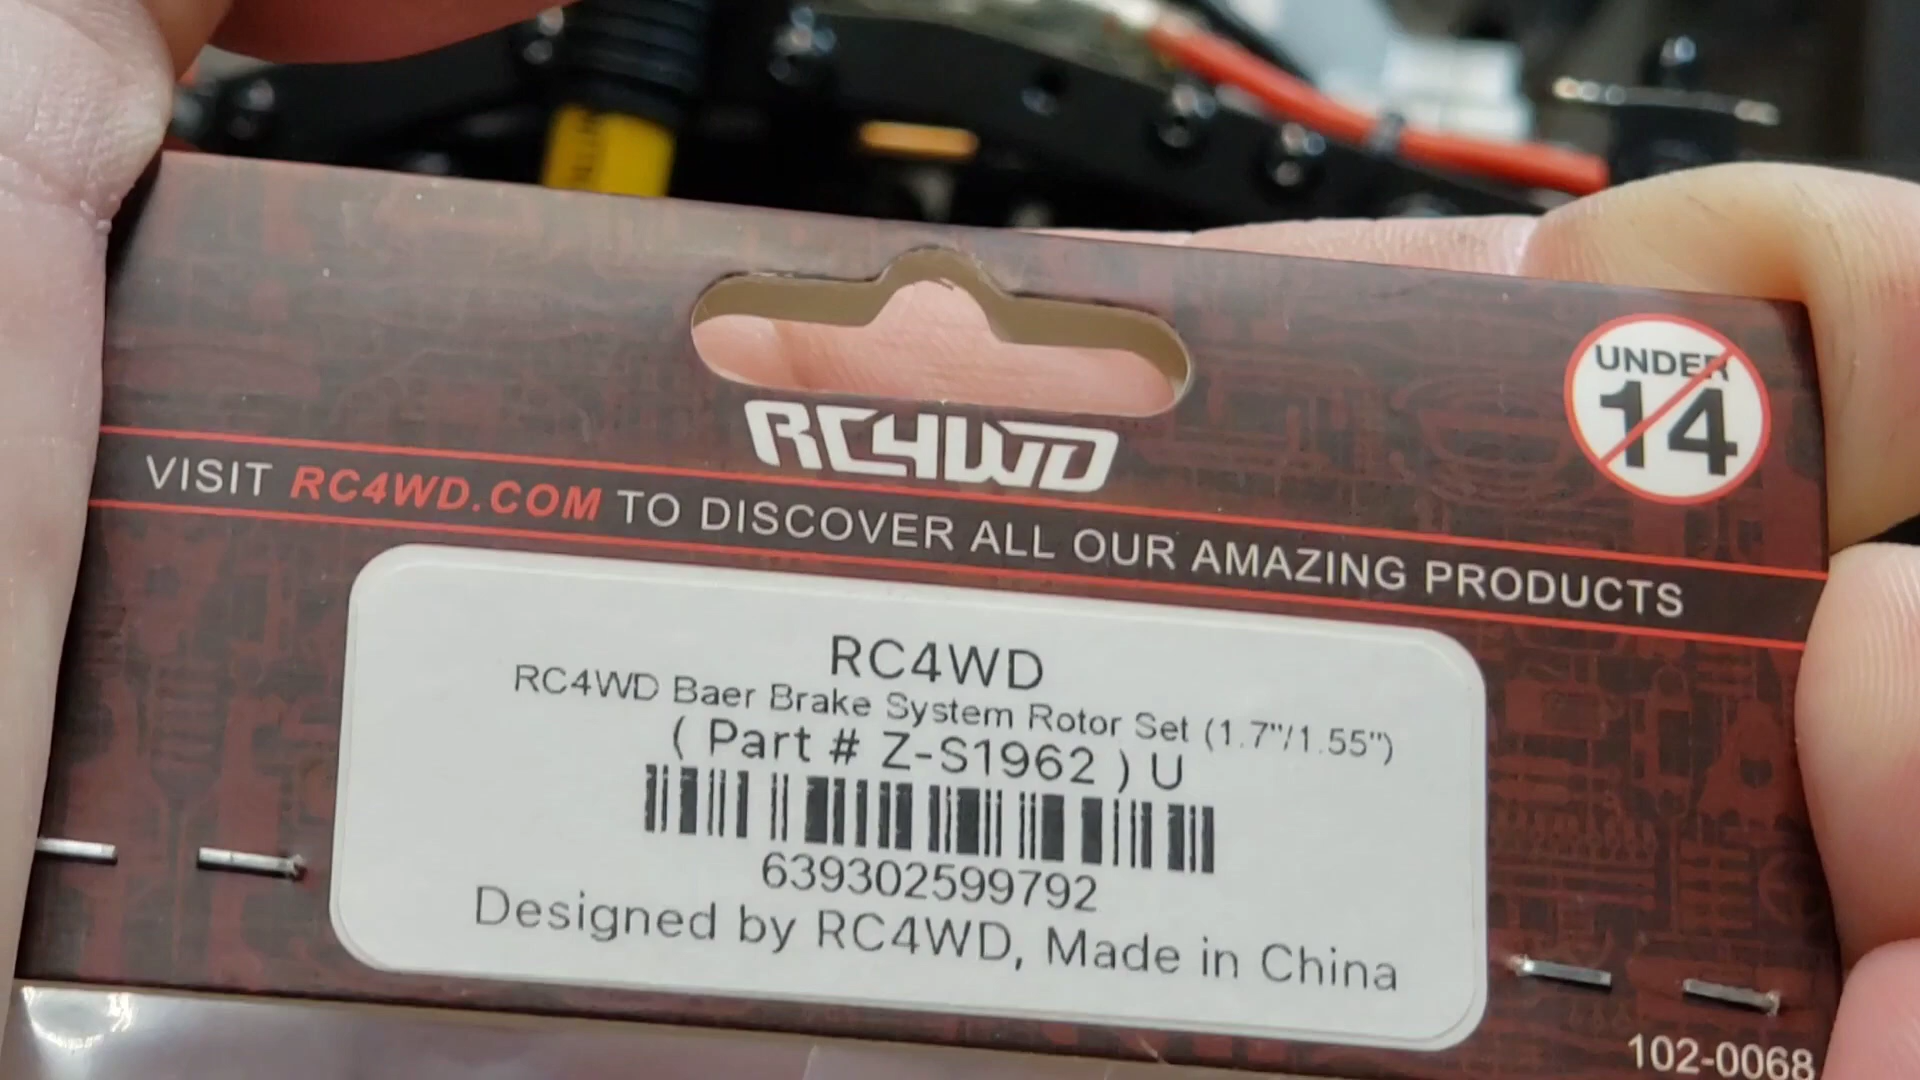 RC4WD
UNDER
14
VISIT RC4WD.COM TO DISCOVER ALL OUR AMAZING PRODUCTS
RC4WD
RC4WD Baer Brake System Rotor Set (1.7"/1.55")
( Part # Z-S1962 ) U
639302599792
Designed by RC4WD, Made in China
102-0068